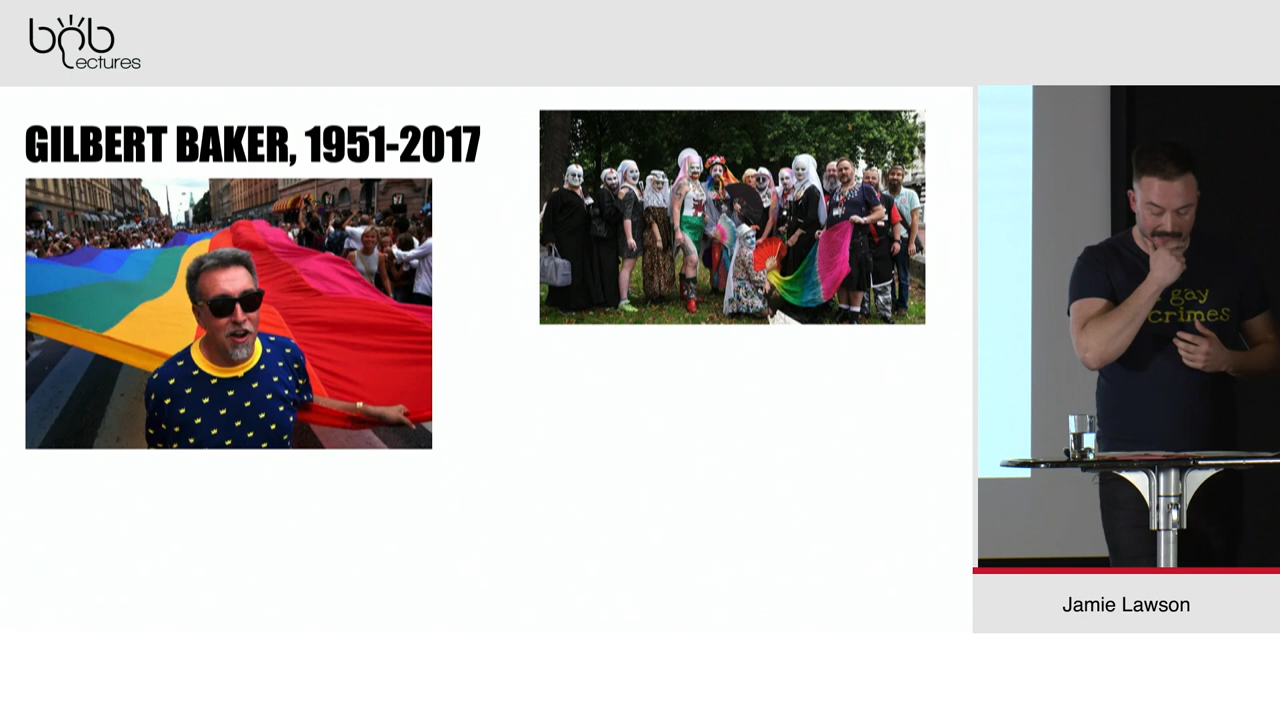 bob
Lectures
GILBERT BAKER, 1951-2017
gay
crimes
Jamie Lawson